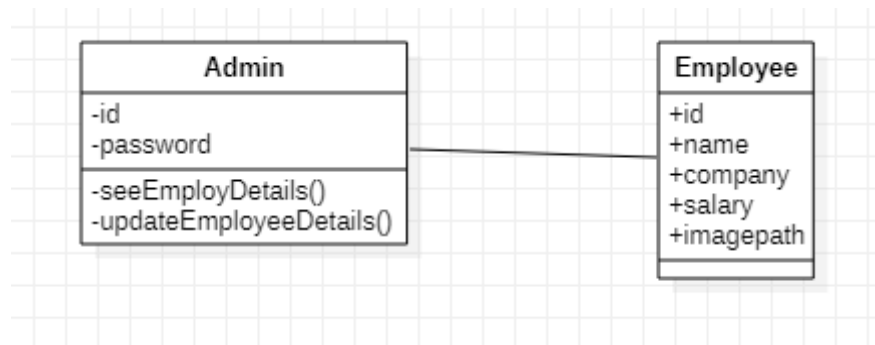 Admin
-id
-password
-seeEmployDetails()
-updateEmployeeDetails()
Employee
+id
+name
+company
+salary
+imagepath